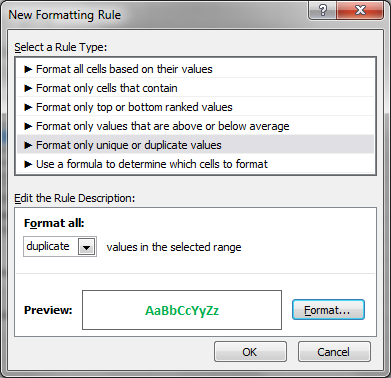 New Formatting Rule
Select a Rule Type:
► Format all cells based on their values
► Format only cells that contain
► Format only top or bottom ranked values
► Format only values that are above or below average
► Format only unique or duplicate values
► Use a formula to determine which cells to format
Edit the Rule Description:
Format all:
duplicate values in the selected range
Preview: AaBbCcYyZz Format...
OK Cancel